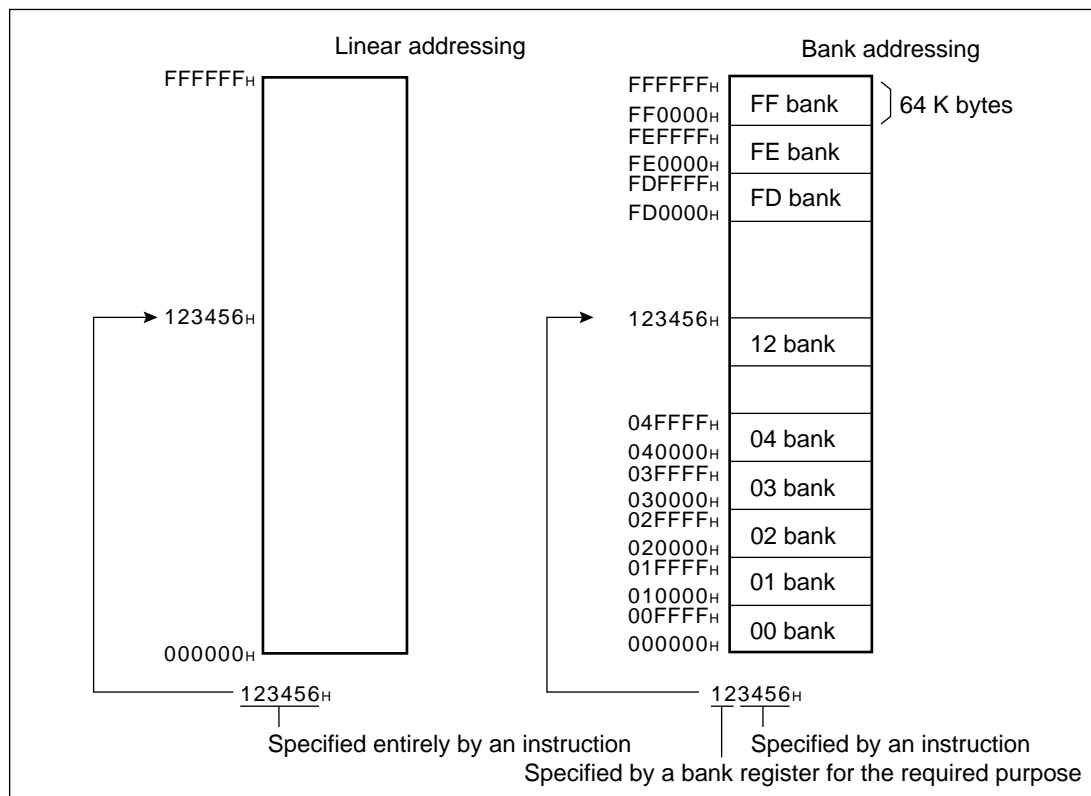 Linear addressing
FFFFFFH
123456H
000000H
123456H
Specified entirely by an instruction
Bank addressing
FFFFFFH
FF bank
64 K bytes
FF0000H
FEFFFFH
FE bank
FE0000H
FDFFFFH
FD bank
FD0000H
123456H
12 bank
04FFFFH
04 bank
040000H
03FFFFH
03 bank
030000H
02FFFFH
02 bank
020000H
01FFFFH
01 bank
010000H
00FFFFH
00 bank
000000H
123456H
Specified by an instruction
Specified by a bank register for the required purpose